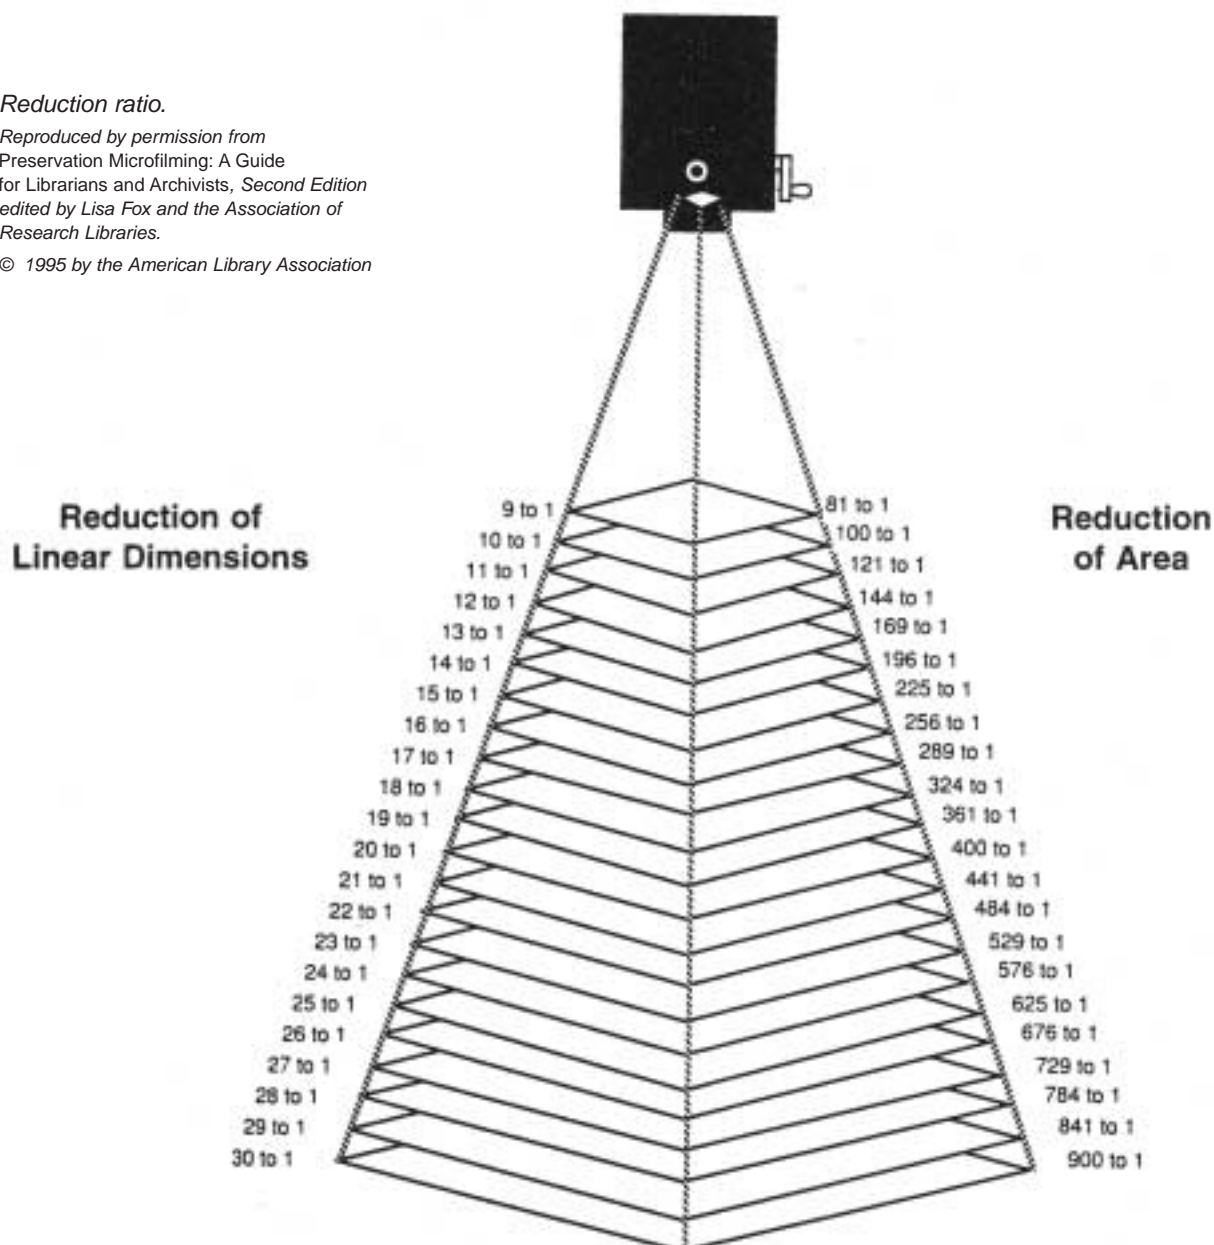 Reduction ratio.
Reproduced by permission from
Preservation Microfilming: A Guide
for Librarians and Archivists, Second Edition
edited by Lisa Fox and the Association of
Research Libraries.
© 1995 by the American Library Association
Reduction of
Linear Dimensions
Reduction
of Area
9 to 1
81 to 1
10 to 1
100 to 1
11 to 1
121 to 1
12 to 1
144 to 1
13 to 1
169 to 1
14 to 1
196 to 1
15 to 1
225 to 1
16 to 1
256 to 1
17 to 1
289 to 1
18 to 1
324 to 1
19 to 1
361 to 1
20 to 1
400 to 1
21 to 1
441 to 1
22 to 1
484 to 1
23 to 1
529 to 1
24 to 1
576 to 1
25 to 1
625 to 1
26 to 1
676 to 1
27 to 1
729 to 1
28 to 1
784 to 1
29 to 1
841 to 1
30 to 1
900 to 1